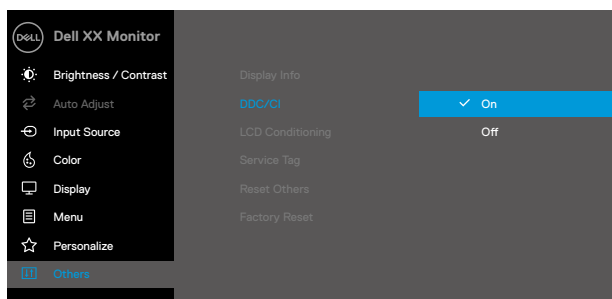 DELL Dell XX Monitor
Brightness / Contrast Display Info
Auto Adjust DDC/CI On
Input Source LCD Conditioning Off
Color Service Tag
Display Reset Others
Menu Factory Reset
Personalize
Others